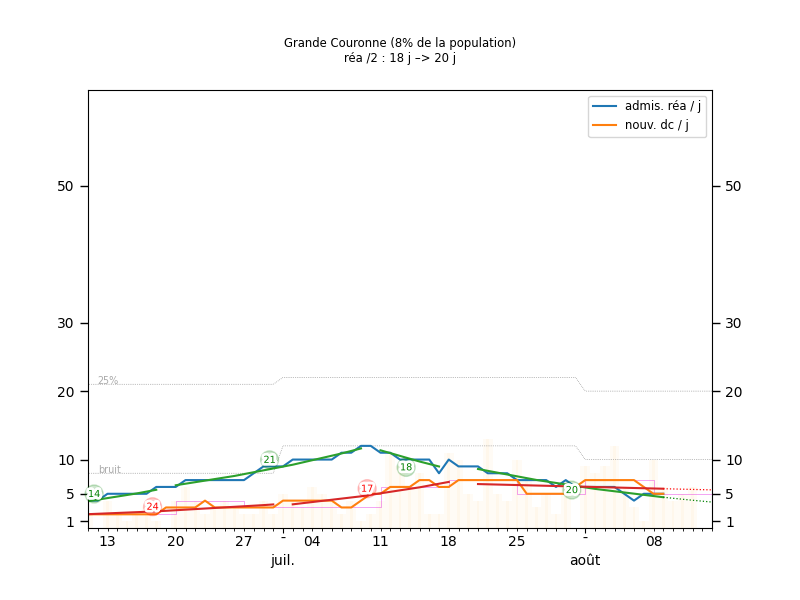 Grande Couronne (8% de la population)
réa /2 : 18 j –> 20 j
admis. réa / j
nouv. dc / j
50 50
30 30
25%
20 20
21
17
18
10 10
bruit
14
24
20
5 5
1 1
13 20 27 - 04 11 18 25 - 08
juil. août